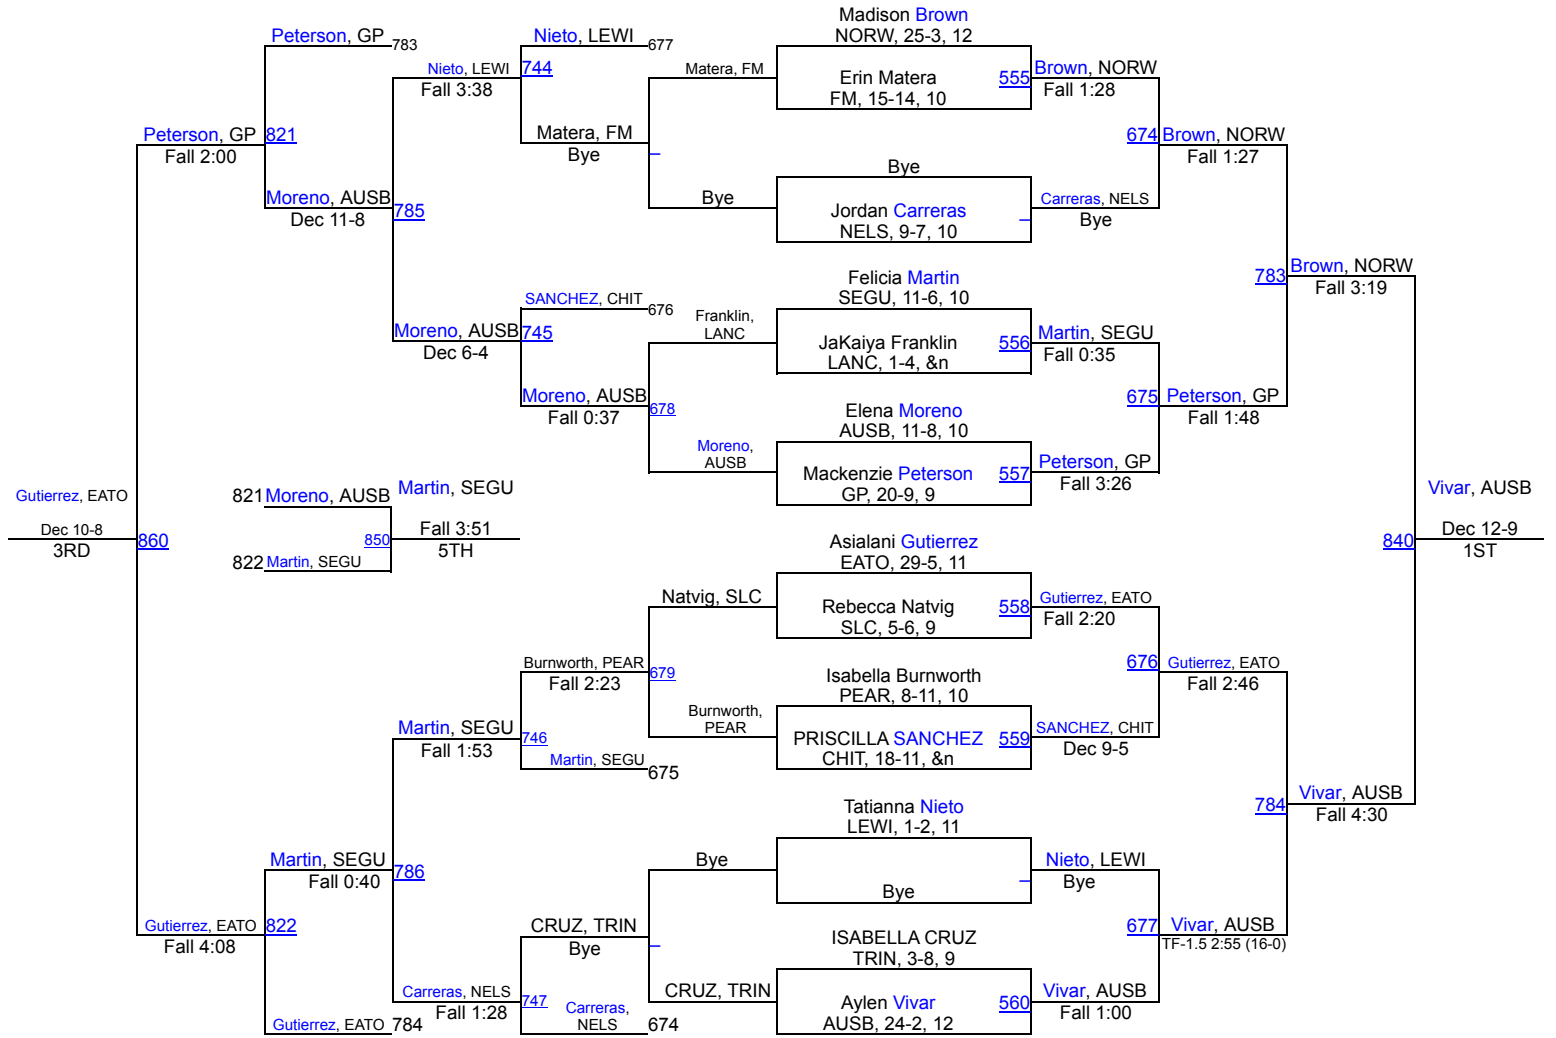 Madison Brown
NORW, 25-3, 12
Erin Matera
FM, 15-14, 10
555
Brown, NORW
Fall 1:28
Bye
Jordan Carreras
NELS, 9-7, 10
Carreras, NELS
Bye
674
Brown, NORW
Fall 1:27
Felicia Martin
SEGU, 11-6, 10
JaKaiya Franklin
LANC, 1-4, &n
556
Martin, SEGU
Fall 0:35
Elena Moreno
AUSB, 11-8, 10
Mackenzie Peterson
GP, 20-9, 9
557
Peterson, GP
Fall 3:26
675
Peterson, GP
Fall 1:48
783
Brown, NORW
Fall 3:19
Asialani Gutierrez
EATO, 29-5, 11
Rebecca Natvig
SLC, 5-6, 9
558
Gutierrez, EATO
Fall 2:20
Isabella Burnworth
PEAR, 8-11, 10
PRISCILLA SANCHEZ
CHIT, 18-11, &n
559
SANCHEZ, CHIT
Dec 9-5
676
Gutierrez, EATO
Fall 2:46
Tatianna Nieto
LEWI, 1-2, 11
Bye
Nieto, LEWI
Bye
ISABELLA CRUZ
TRIN, 3-8, 9
Aylen Vivar
AUSB, 24-2, 12
560
Vivar, AUSB
Fall 1:00
677
Vivar, AUSB
TF-1.5 2:55 (16-0)
784
Vivar, AUSB
Fall 4:30
840
Vivar, AUSB
Dec 12-9
1ST
Matera, FM
Bye
Matera, FM
Bye
Nieto, LEWI
677
744
Nieto, LEWI
Fall 3:38
Franklin,
LANC
Moreno,
AUSB
678
Moreno, AUSB
Fall 0:37
SANCHEZ, CHIT
676
745
Moreno, AUSB
Dec 6-4
785
Moreno, AUSB
Dec 11-8
Peterson, GP
783
821
Peterson, GP
Fall 2:00
Natvig, SLC
Burnworth,
PEAR
679
Burnworth, PEAR
Fall 2:23
Martin, SEGU
675
746
Martin, SEGU
Fall 1:53
Bye
CRUZ, TRIN
CRUZ, TRIN
Bye
Carreras,
NELS
674
747
Carreras, NELS
Fall 1:28
786
Martin, SEGU
Fall 0:40
Gutierrez, EATO
784
822
Gutierrez, EATO
Fall 4:08
860
Gutierrez, EATO
Dec 10-8
3RD
821
Moreno, AUSB
822
Martin, SEGU
850
Martin, SEGU
Fall 3:51
5TH